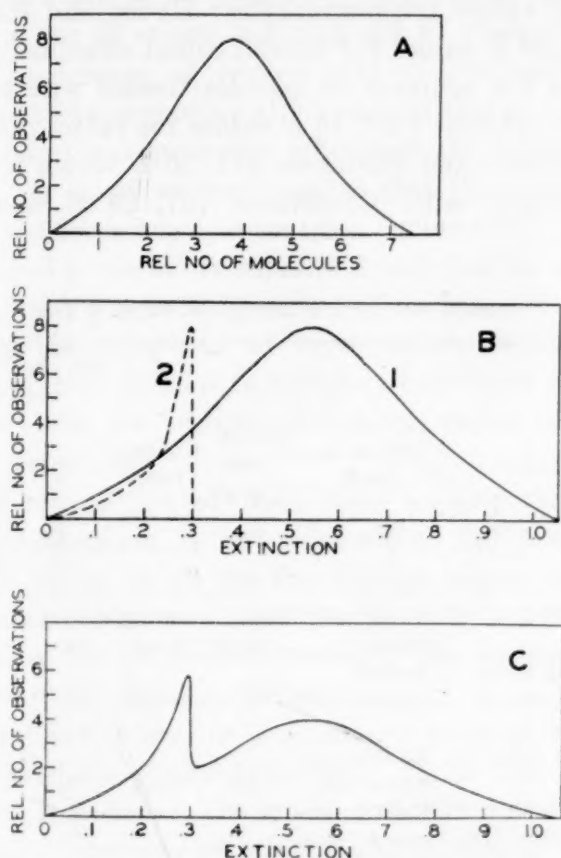 A
REL. NO. OF OBSERVATIONS
8
6
4
2
0 1 2 3 4 5 6 7
REL. NO. OF MOLECULES
B
2
1
REL. NO. OF OBSERVATIONS
8
6
4
2
0 .1 .2 .3 .4 .5 .6 .7 .8 .9 1.0
EXTINCTION
C
REL. NO. OF OBSERVATIONS
6
4
2
0 .1 .2 .3 .4 .5 .6 .7 .8 .9 1.0
EXTINCTION